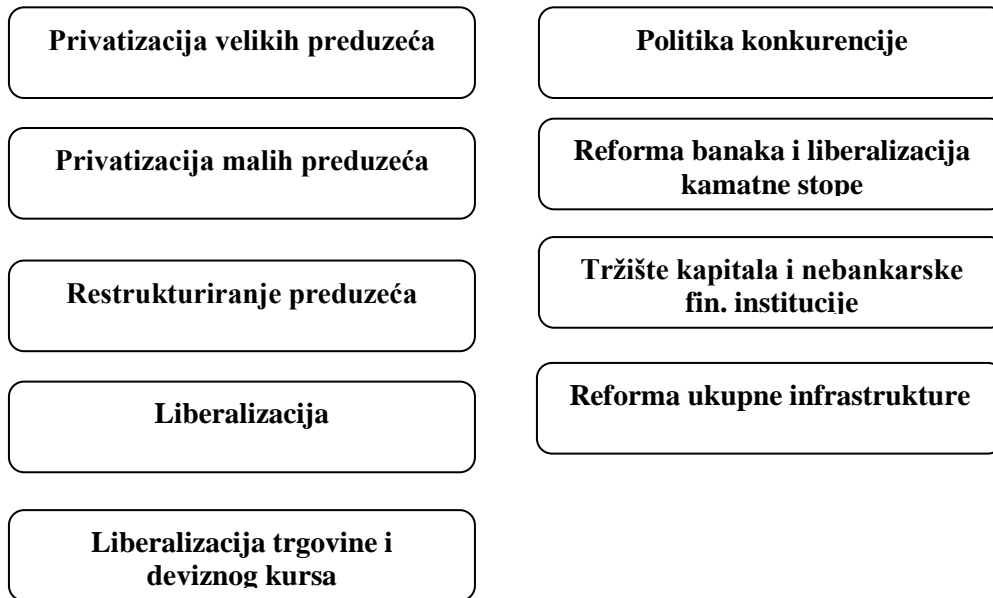 Privatizacija velikih preduzeća
Privatizacija malih preduzeća
Restrukturiranje preduzeća
Liberalizacija
Liberalizacija trgovine i
deviznog kursa
Politika konkurencije
Reforma banaka i liberalizacija
kamatne stope
Tržište kapitala i nebankarske
fin. institucije
Reforma ukupne infrastrukture